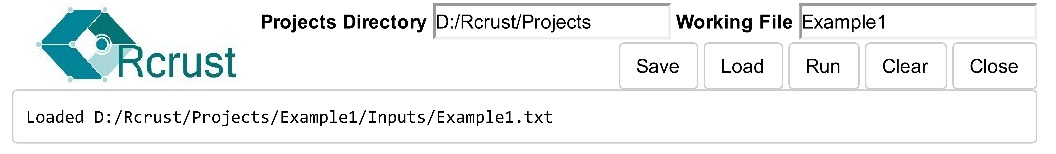 Projects Directory D:/Rcrust/Projects Working File Example1
Rcrust
Save Load Run Clear Close
Loaded D:/Rcrust/Projects/Example1/Inputs/Example1.txt